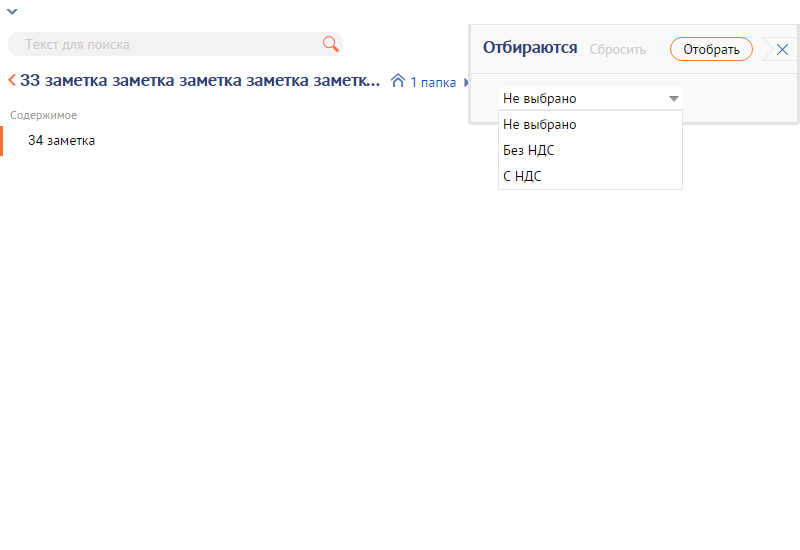 Текст для поиска
33 заметка заметка заметка заметка заметк...
1 папка
Содержимое
34 заметка
Отбираются
Сбросить
Отобрать
Не выбрано
Не выбрано
Без НДС
С НДС